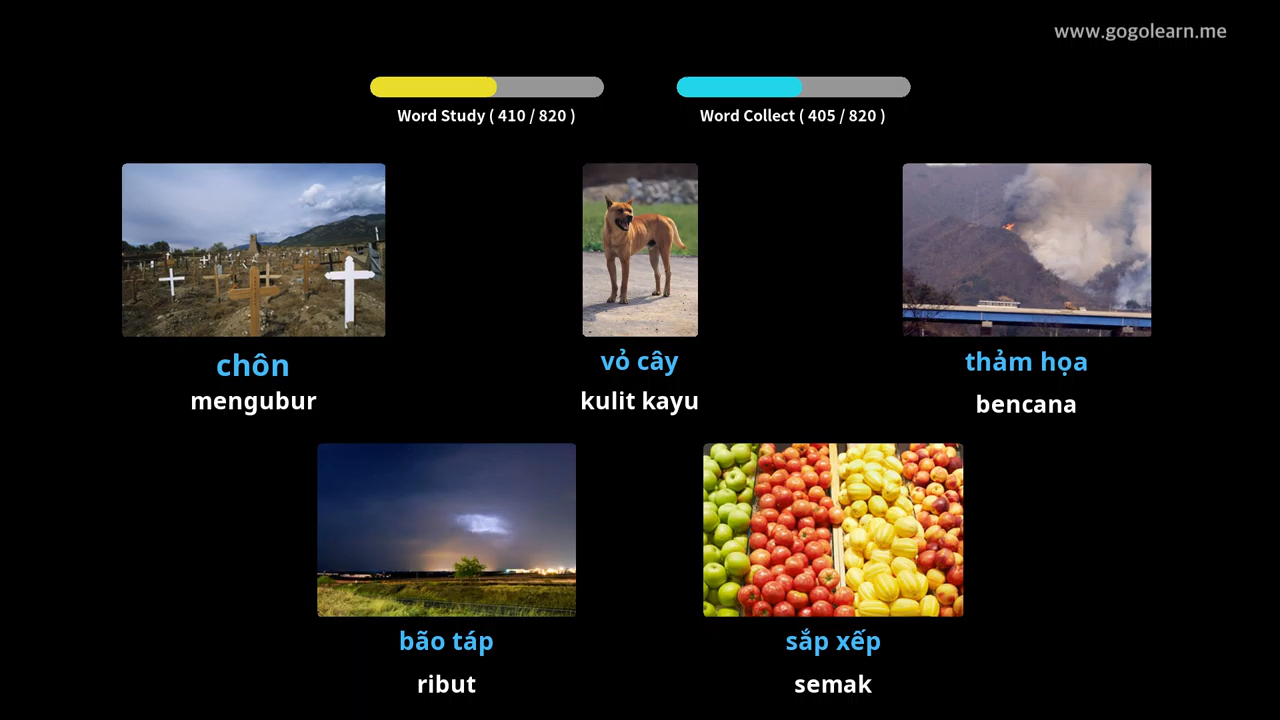 www.gogolearn.me
Word Study ( 410 / 820 )
Word Collect ( 405 / 820 )
chôn
mengubur
vỏ cây
kulit kayu
thảm họa
bencana
bão táp
ribut
sắp xếp
semak